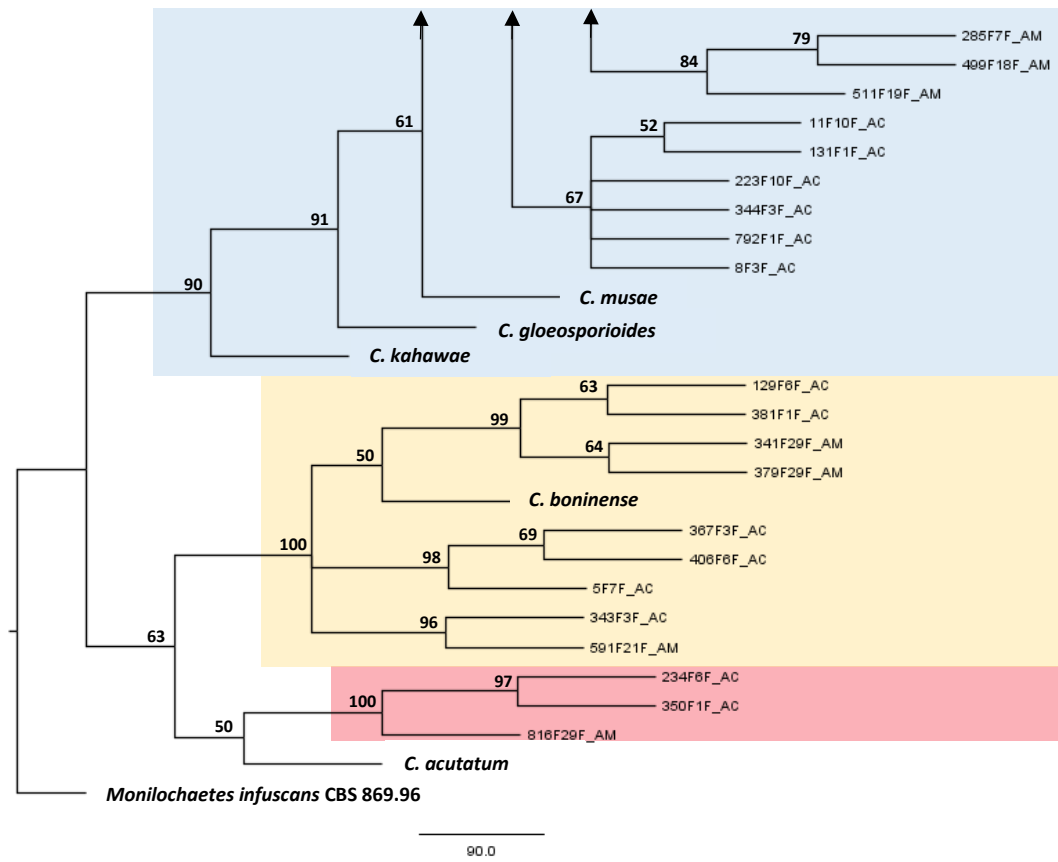 79
285F7F_AM
84
499F18F_AM
511F19F_AM
61
52
11F10F_AC
131F1F_AC
67
223F10F_AC
91
344F3F_AC
792F1F_AC
90
8F3F_AC
C. musae
C. gloeosporioides
C. kahawae
63
129F6F_AC
99
381F1F_AC
50
64
341F29F_AM
379F29F_AM
C. boninense
100
69
367F3F_AC
98
406F6F_AC
5F7F_AC
96
343F3F_AC
63
591F21F_AM
97
234F6F_AC
100
350F1F_AC
50
816F29F_AM
C. acutatum
Monilochaetes infuscans CBS 869.96
90.0